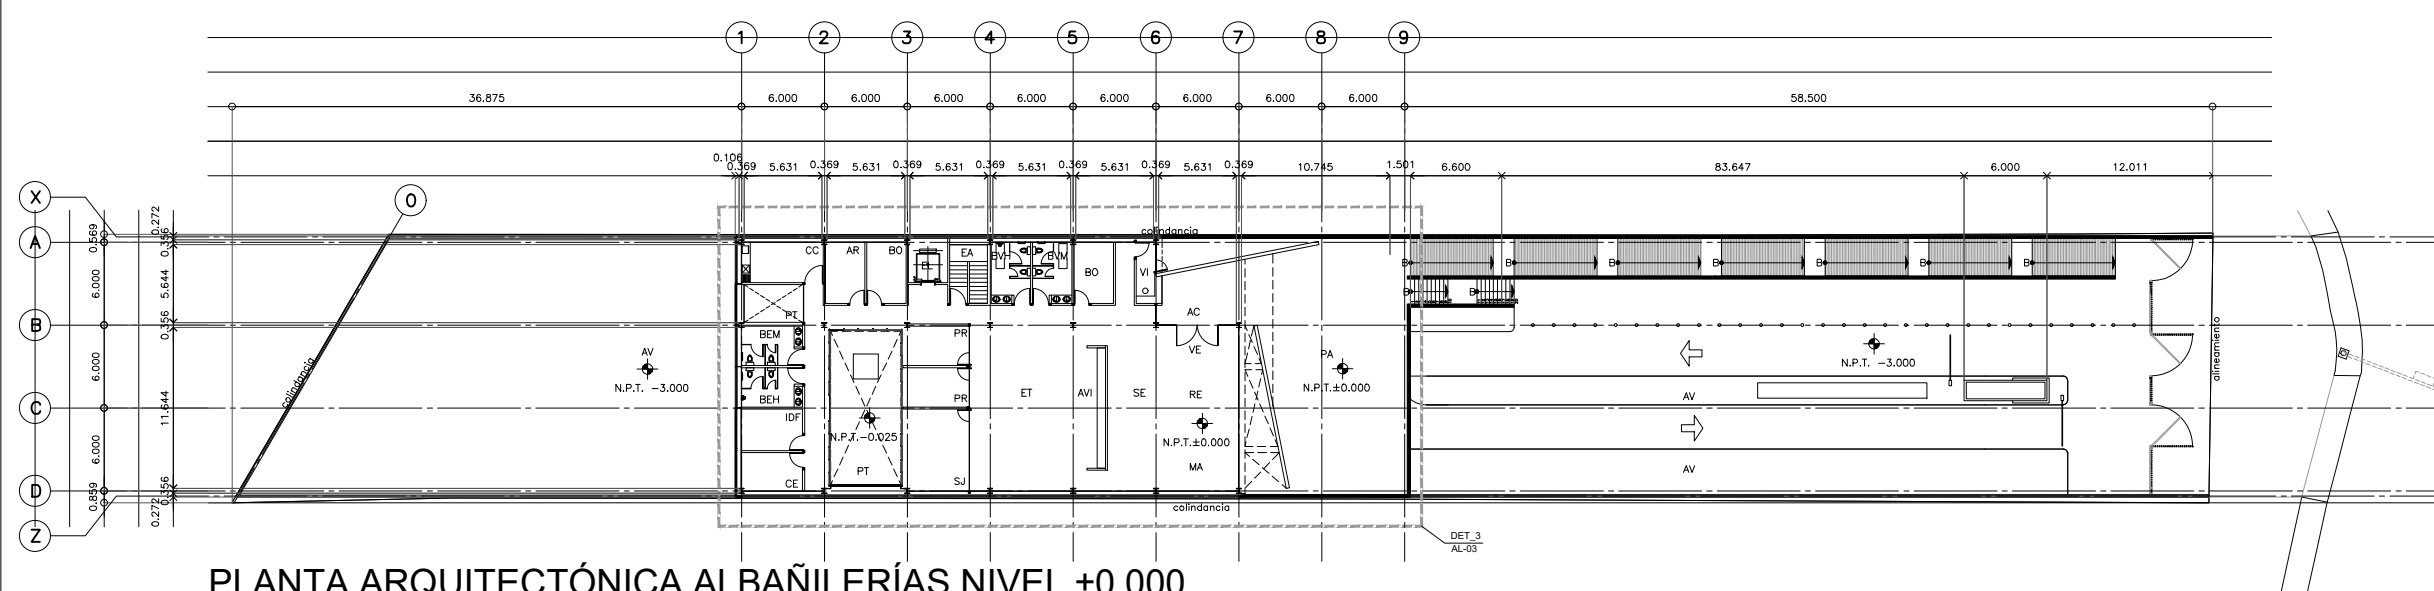 1 2 3 4 5 6 7 8 9
36.875 6.000 6.000 6.000 6.000 6.000 6.000 6.000 6.000 58.500
0.106
0.369 5.631 0.369 5.631 0.369 5.631 0.369 5.631 0.369 5.631 0.369 5.631 0.369 10.745 1.501 6.600 83.647 6.000 12.011
X
O
A
B
C
D
Z
0.569
6.000
6.000
6.000
0.859
0.272
0.356
5.644
0.356
11.644
0.356
0.272
colindancia
colindancia
CC AR BO EL EA BVH BVM BO VI
B B B B B B B
B B
PT
BEM
PR
AC
VE
AV
N.P.T. −3.000
PA
N.P.T.±0.000
N.P.T. −3.000
alineamiento
BEH
PR
ET AVI SE RE
AV
IDF
N.P.T.−0.025
N.P.T.±0.000
PT
CE
SJ
MA
AV
colindancia
DET_3
AL-03
PLANTA ARQUITECTÓNICA ALBAÑILERÍAS NIVEL ±0.000